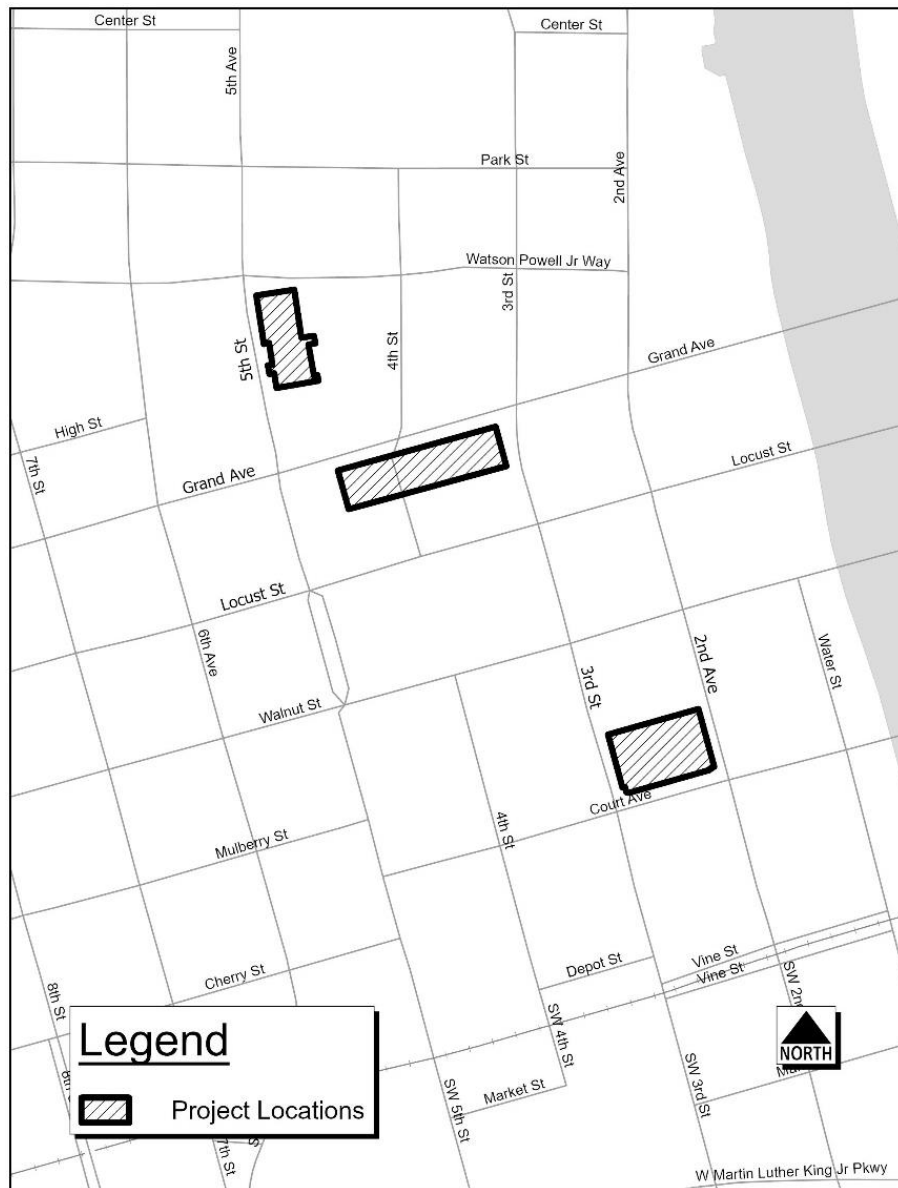 Center St
Center St
5th Ave
Park St
2nd Ave
Watson Powell Jr Way
3rd St
4th St
5th St
Grand Ave
High St
7th St
Grand Ave
Locust St
Locust St
6th Ave
Water St
2nd Ave
3rd St
Walnut St
Court Ave
4th St
Mulberry St
Vine St
Vine St
Depot St
Cherry St
8th St
SW 4th St
SW 2n
NORTH
Legend
Project Locations
Market St
SW 5th St
SW 3rd St
7th St
W Martin Luther King Jr Pkwy